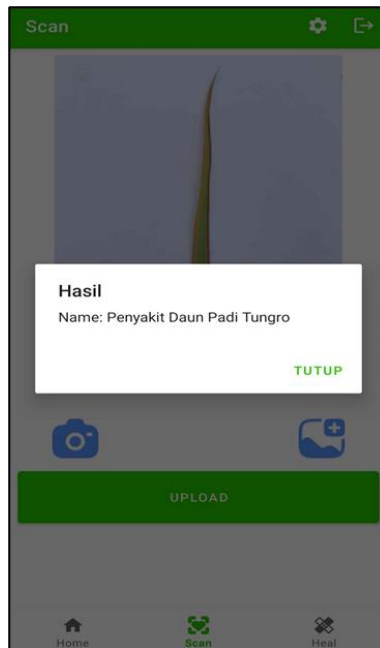 Scan
Hasil
Name: Penyakit Daun Padi Tungro
TUTUP
UPLOAD
Home
Scan
Heal